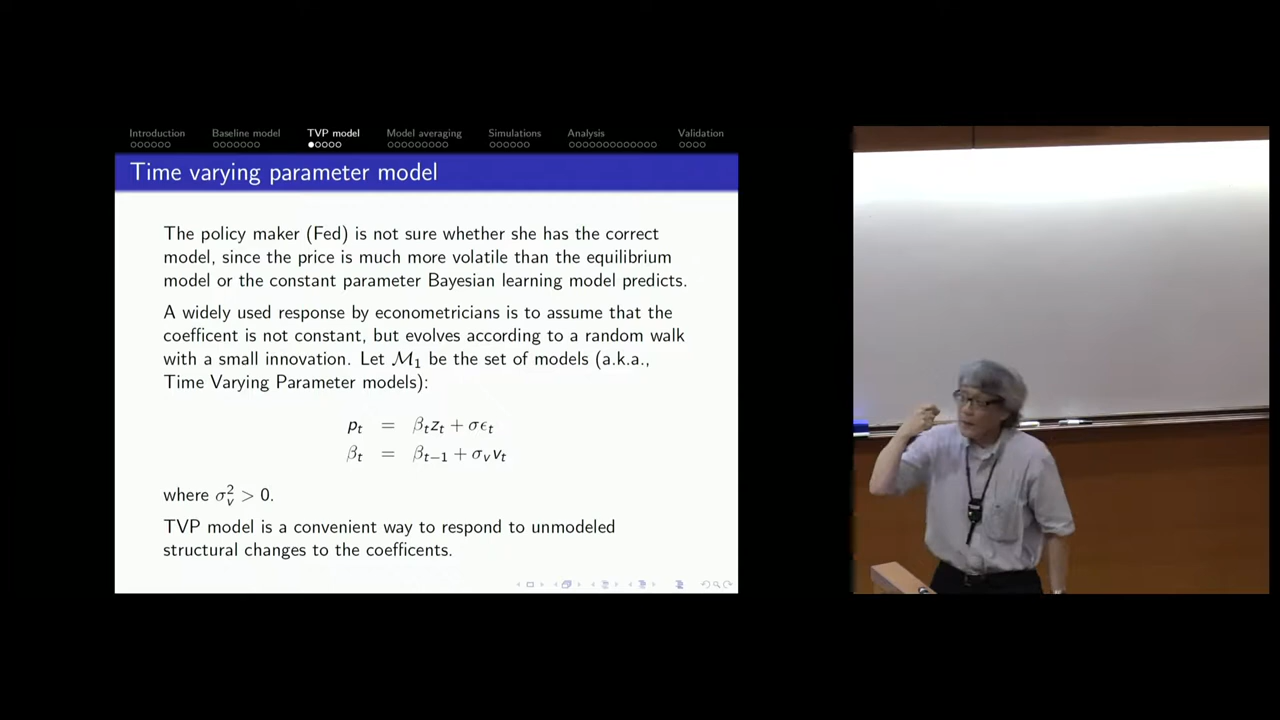 Introduction Baseline model TVP model Model averaging Simulations Analysis Validation
Time varying parameter model
The policy maker (Fed) is not sure whether she has the correct
model, since the price is much more volatile than the equilibrium
model or the constant parameter Bayesian learning model predicts.
A widely used response by econometricians is to assume that the
coefficent is not constant, but evolves according to a random walk
with a small innovation. Let ℳ₁ be the set of models (a.k.a.,
Time Varying Parameter models):
pₜ = βₜzₜ + σϵₜ
βₜ = βₜ₋₁ + σᵥvₜ
where σᵥ² > 0.
TVP model is a convenient way to respond to unmodeled
structural changes to the coefficents.